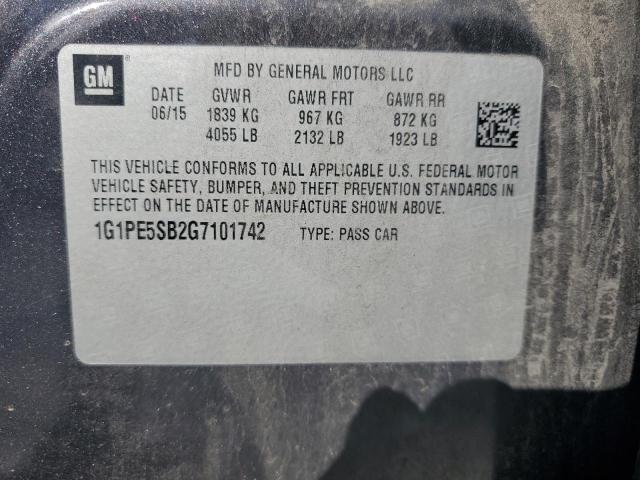 GM
MFD BY GENERAL MOTORS LLC
DATE GVWR GAWR FRT GAWR RR
06/15 1839 KG 967 KG 872 KG
4055 LB 2132 LB 1923 LB
THIS VEHICLE CONFORMS TO ALL APPLICABLE U.S. FEDERAL MOTOR
VEHICLE SAFETY, BUMPER, AND THEFT PREVENTION STANDARDS IN
EFFECT ON THE DATE OF MANUFACTURE SHOWN ABOVE.
1G1PE5SB2G7101742 TYPE: PASS CAR